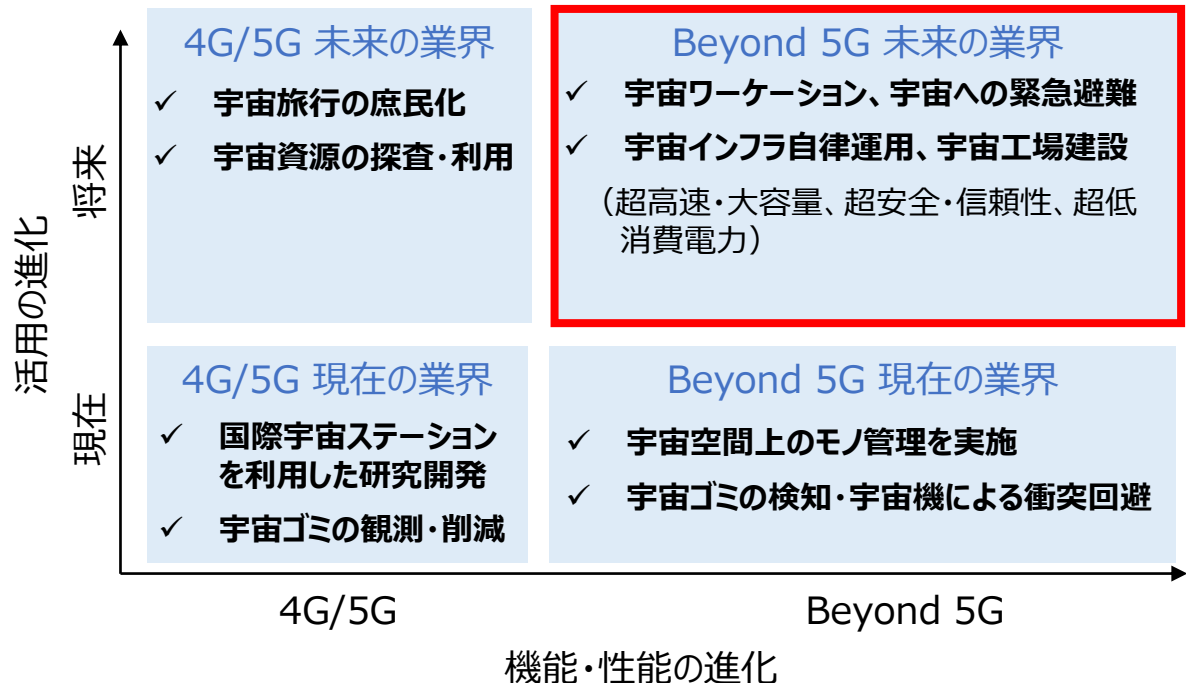 4G/5G 未来の業界
✓ 宇宙旅行の庶民化
✓ 宇宙資源の探査・利用
Beyond 5G 未来の業界
✓ 宇宙ワーケーション、宇宙への緊急避難
✓ 宇宙インフラ自律運用、宇宙工場建設
（超高速・大容量、超安全・信頼性、超低
消費電力）
活用の進化
将来
現在
4G/5G 現在の業界
✓ 国際宇宙ステーション
を利用した研究開発
✓ 宇宙ゴミの観測・削減
Beyond 5G 現在の業界
✓ 宇宙空間上のモノ管理を実施
✓ 宇宙ゴミの検知・宇宙機による衝突回避
4G/5G
Beyond 5G
機能・性能の進化